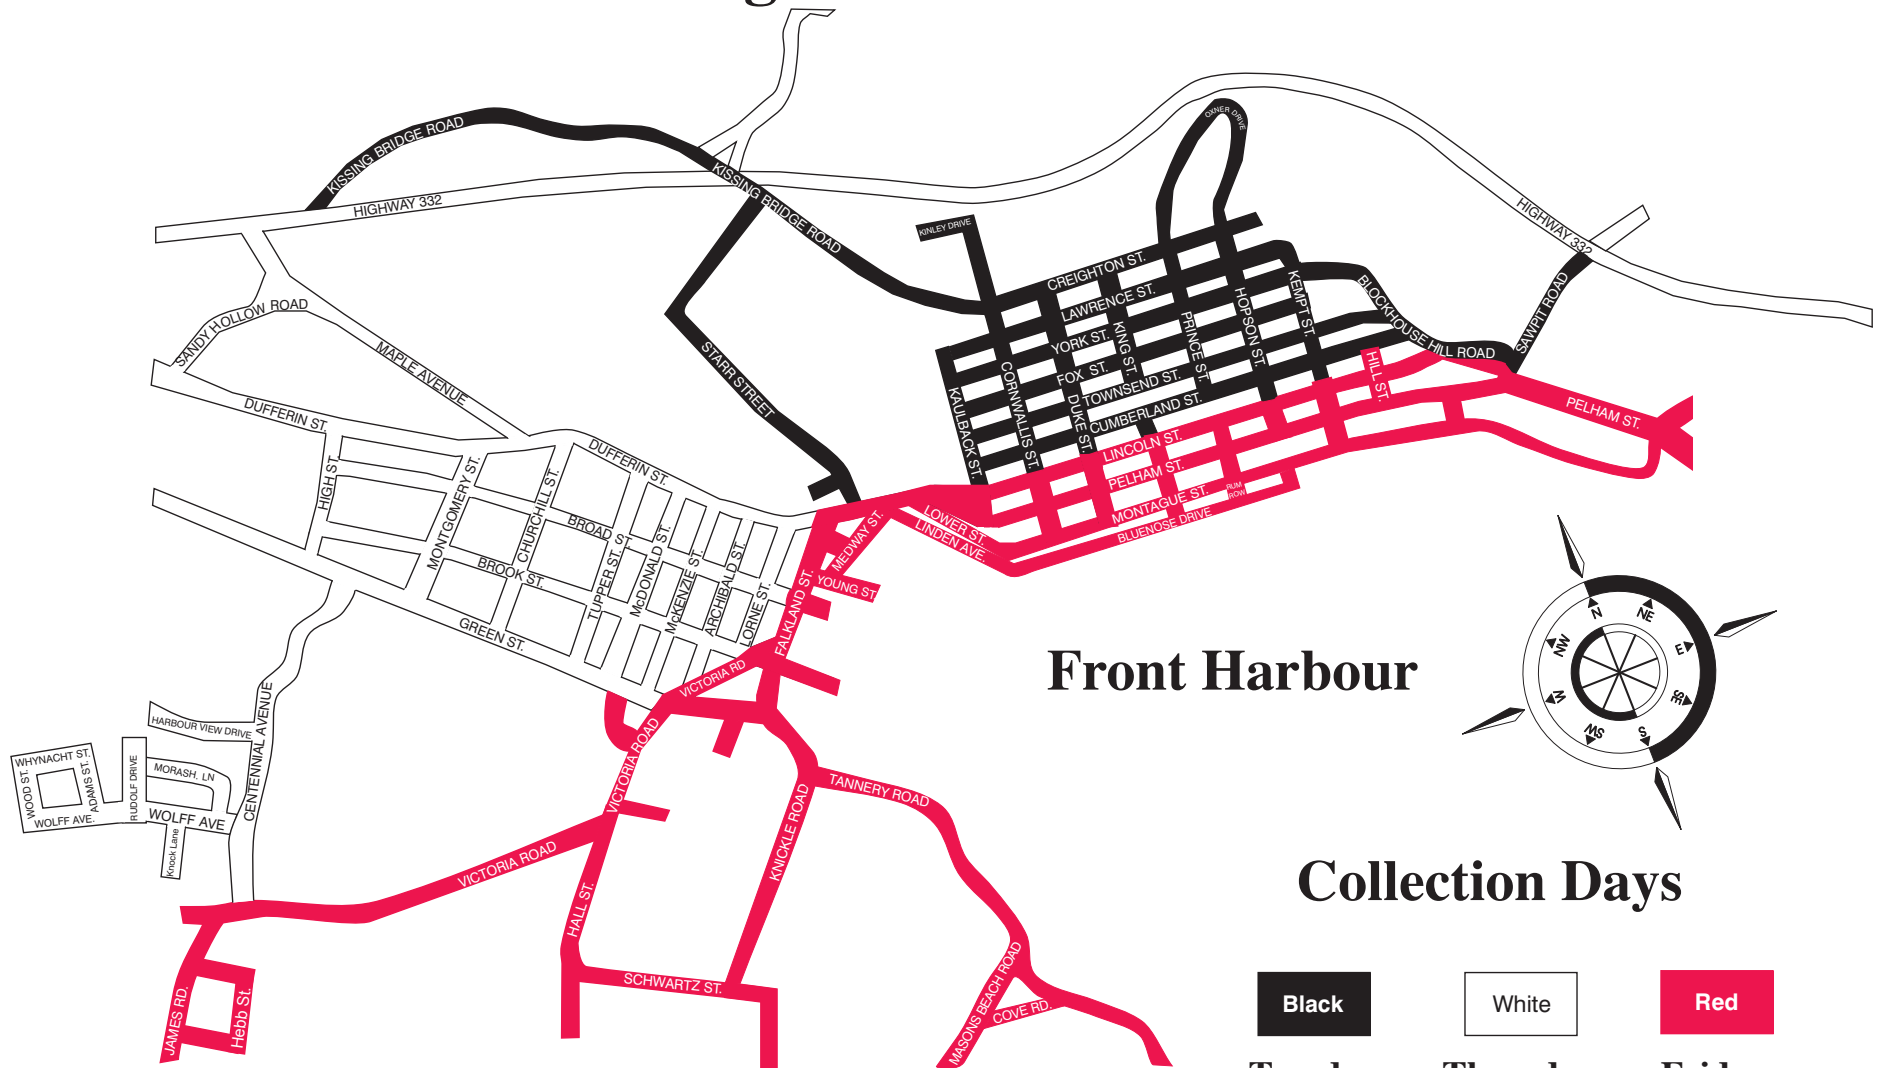 KISSING BRIDGE ROAD
HIGHWAY 332
KISSING BRIDGE ROAD
OXNER DRIVE
HIGHWAY 332
KINLEY DRIVE
CREIGHTON ST.
LAWRENCE ST.
YORK ST.
FOX ST.
TOWNSEND ST.
CUMBERLAND ST.
LINCOLN ST.
PELHAM ST.
MONTAGUE ST.
BLUENOSE DRIVE
RUM
ROW
KAULBACK ST.
CORNWALLIS ST.
DUKE ST.
KING ST.
PRINCE ST.
HOPSON ST.
KEMPT ST.
HILL ST.
BLOCKHOUSE HILL ROAD
SAWPIT ROAD
PELHAM ST.
SANDY HOLLOW ROAD
MAPLE AVENUE
STARR STREET
DUFFERIN ST.
DUFFERIN ST.
HIGH ST.
MONTGOMERY ST.
CHURCHILL ST.
BROAD ST.
BROOK ST.
TUPPER ST.
McDONALD ST.
McKENZIE ST.
ARCHIBALD ST.
LORNE ST.
GREEN ST.
LOWER ST.
LINDEN AVE.
MEDWAY ST.
YOUNG ST.
FALKLAND ST.
VICTORIA RD
VICTORIA ROAD
VICTORIA ROAD
TANNERY ROAD
KNICKLE ROAD
HALL ST.
SCHWARTZ ST.
MASONS BEACH ROAD
COVE RD.
JAMES RD.
Hebb St.
CENTENNIAL AVENUE
HARBOUR VIEW DRIVE
MORASH. LN
WOLFF AVE
WOLFF AVE.
Knock Lane
RUDOLF DRIVE
ADAMS ST.
WHYNACHT ST.
WOOD ST.
Front Harbour
N
NE
E
SE
S
SW
W
NW
Collection Days
Black
White
Red